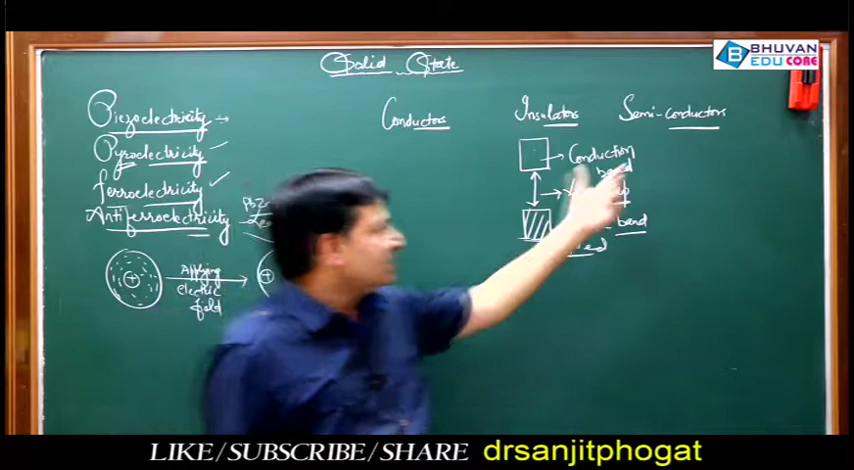 Solid State
BHUVAN
EDU CORE
Piezoelectricity →
Pyroelectricity
ferroelectricity ✓
Antiferroelectricity
Applying
electric
field
Conductors
Insulators
Semi-conductors
Conduction
band
band
LIKE/SUBSCRIBE/SHARE drsanjitphogat